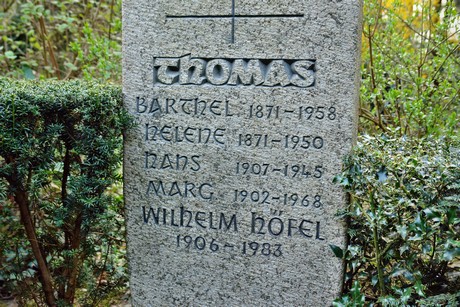 THOMAS
BARTHEL 1871-1958
HELENE 1871-1950
HANS 1907-1945
MARG 1902-1968
WILHELM HÖFEL
1906-1983